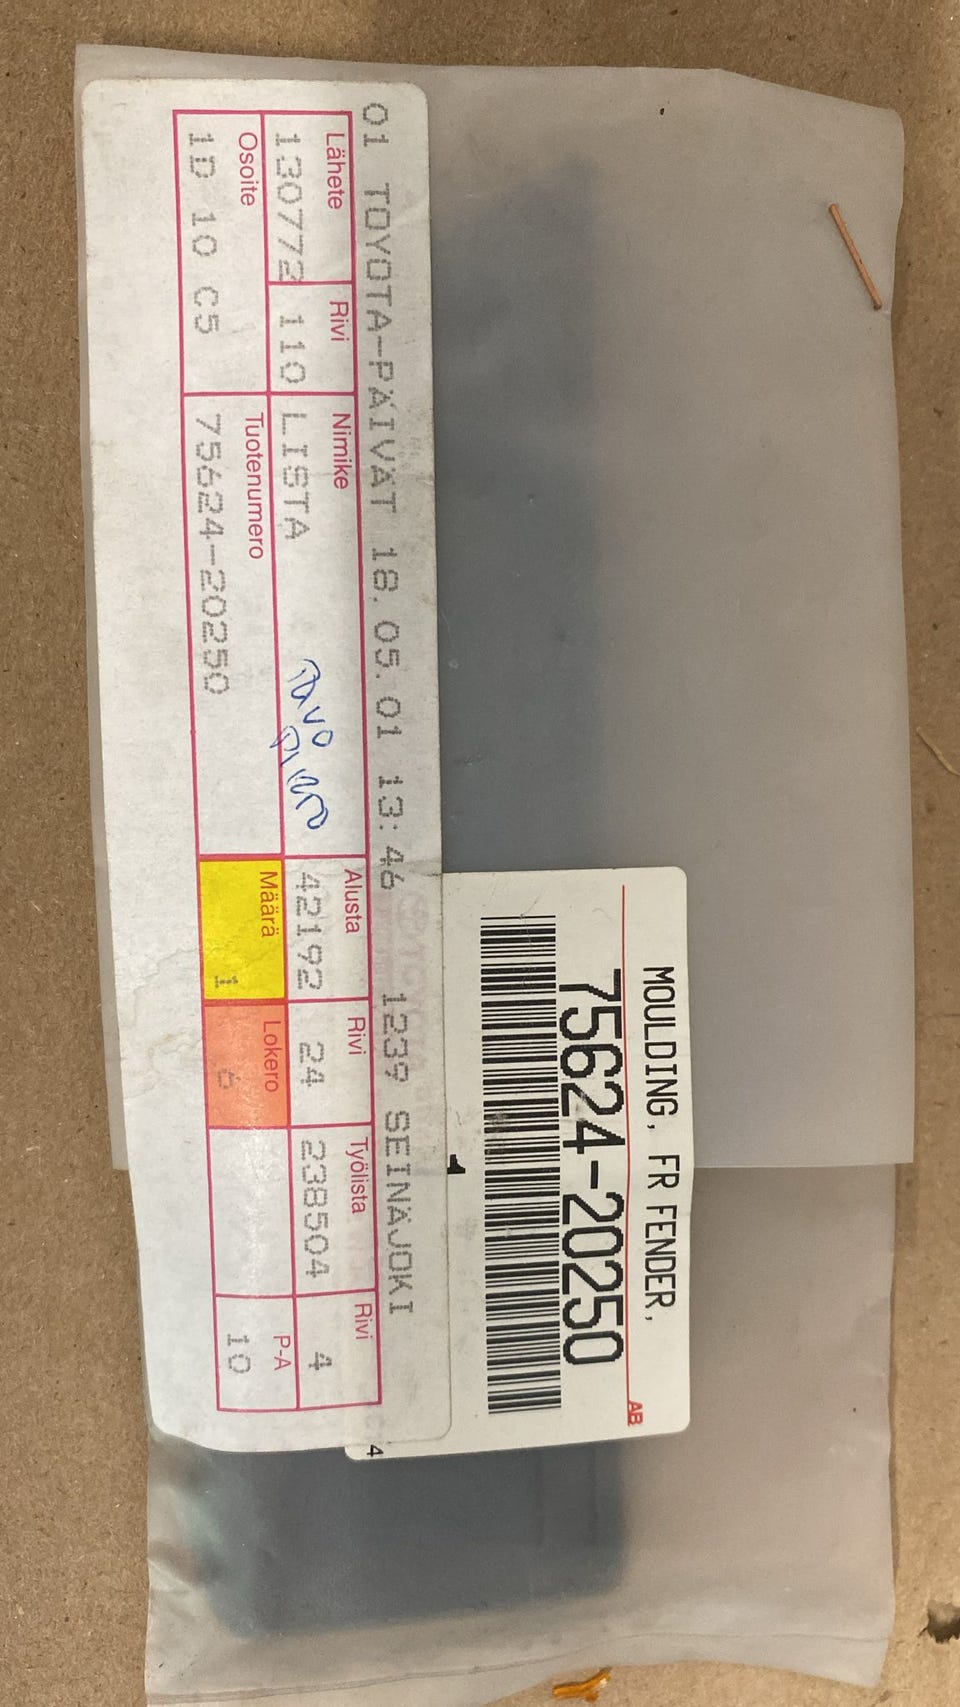 01 TOYOTA-PÄIVÄT 18.05.01 13:46 1239 SEINÄJOKI
Lähete Rivi Nimike Alusta Rivi Työlista Rivi
130772 110 LISTA 42192 24 238504 4
Osoite Tuotenumero Määrä Lokero P-A
1D 10 C5 75624-20250 1 6 10
MOULDING, FR FENDER,
75624-20250
AB
4